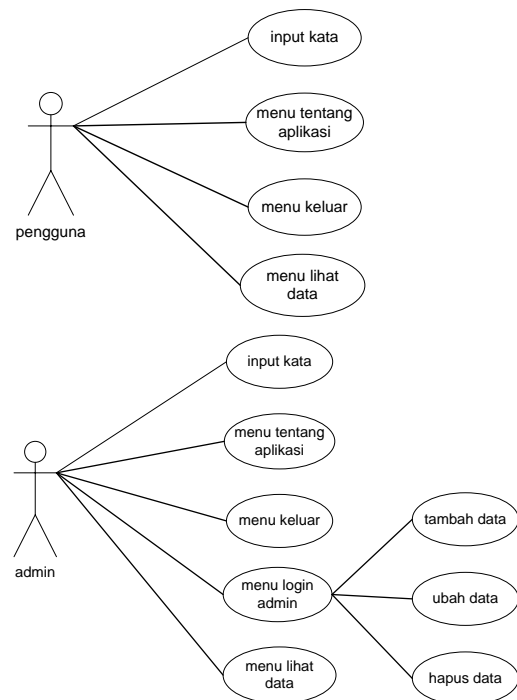 input kata
menu tentang
aplikasi
menu keluar
pengguna
menu lihat
data
input kata
menu tentang
aplikasi
menu keluar
tambah data
admin
menu login
admin
ubah data
menu lihat
data
hapus data